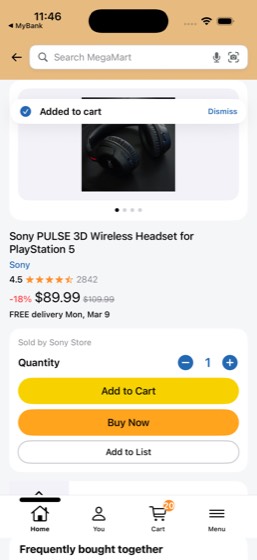 11:46
MyBank
Search MegaMart
Added to cart
Dismiss
Sony PULSE 3D Wireless Headset for
PlayStation 5
Sony
4.5 2842
-18% $89.99 $109.99
FREE delivery Mon, Mar 9
Sold by Sony Store
Quantity
1
Add to Cart
Buy Now
Add to List
20
Home
You
Cart
Menu
Frequently bought together